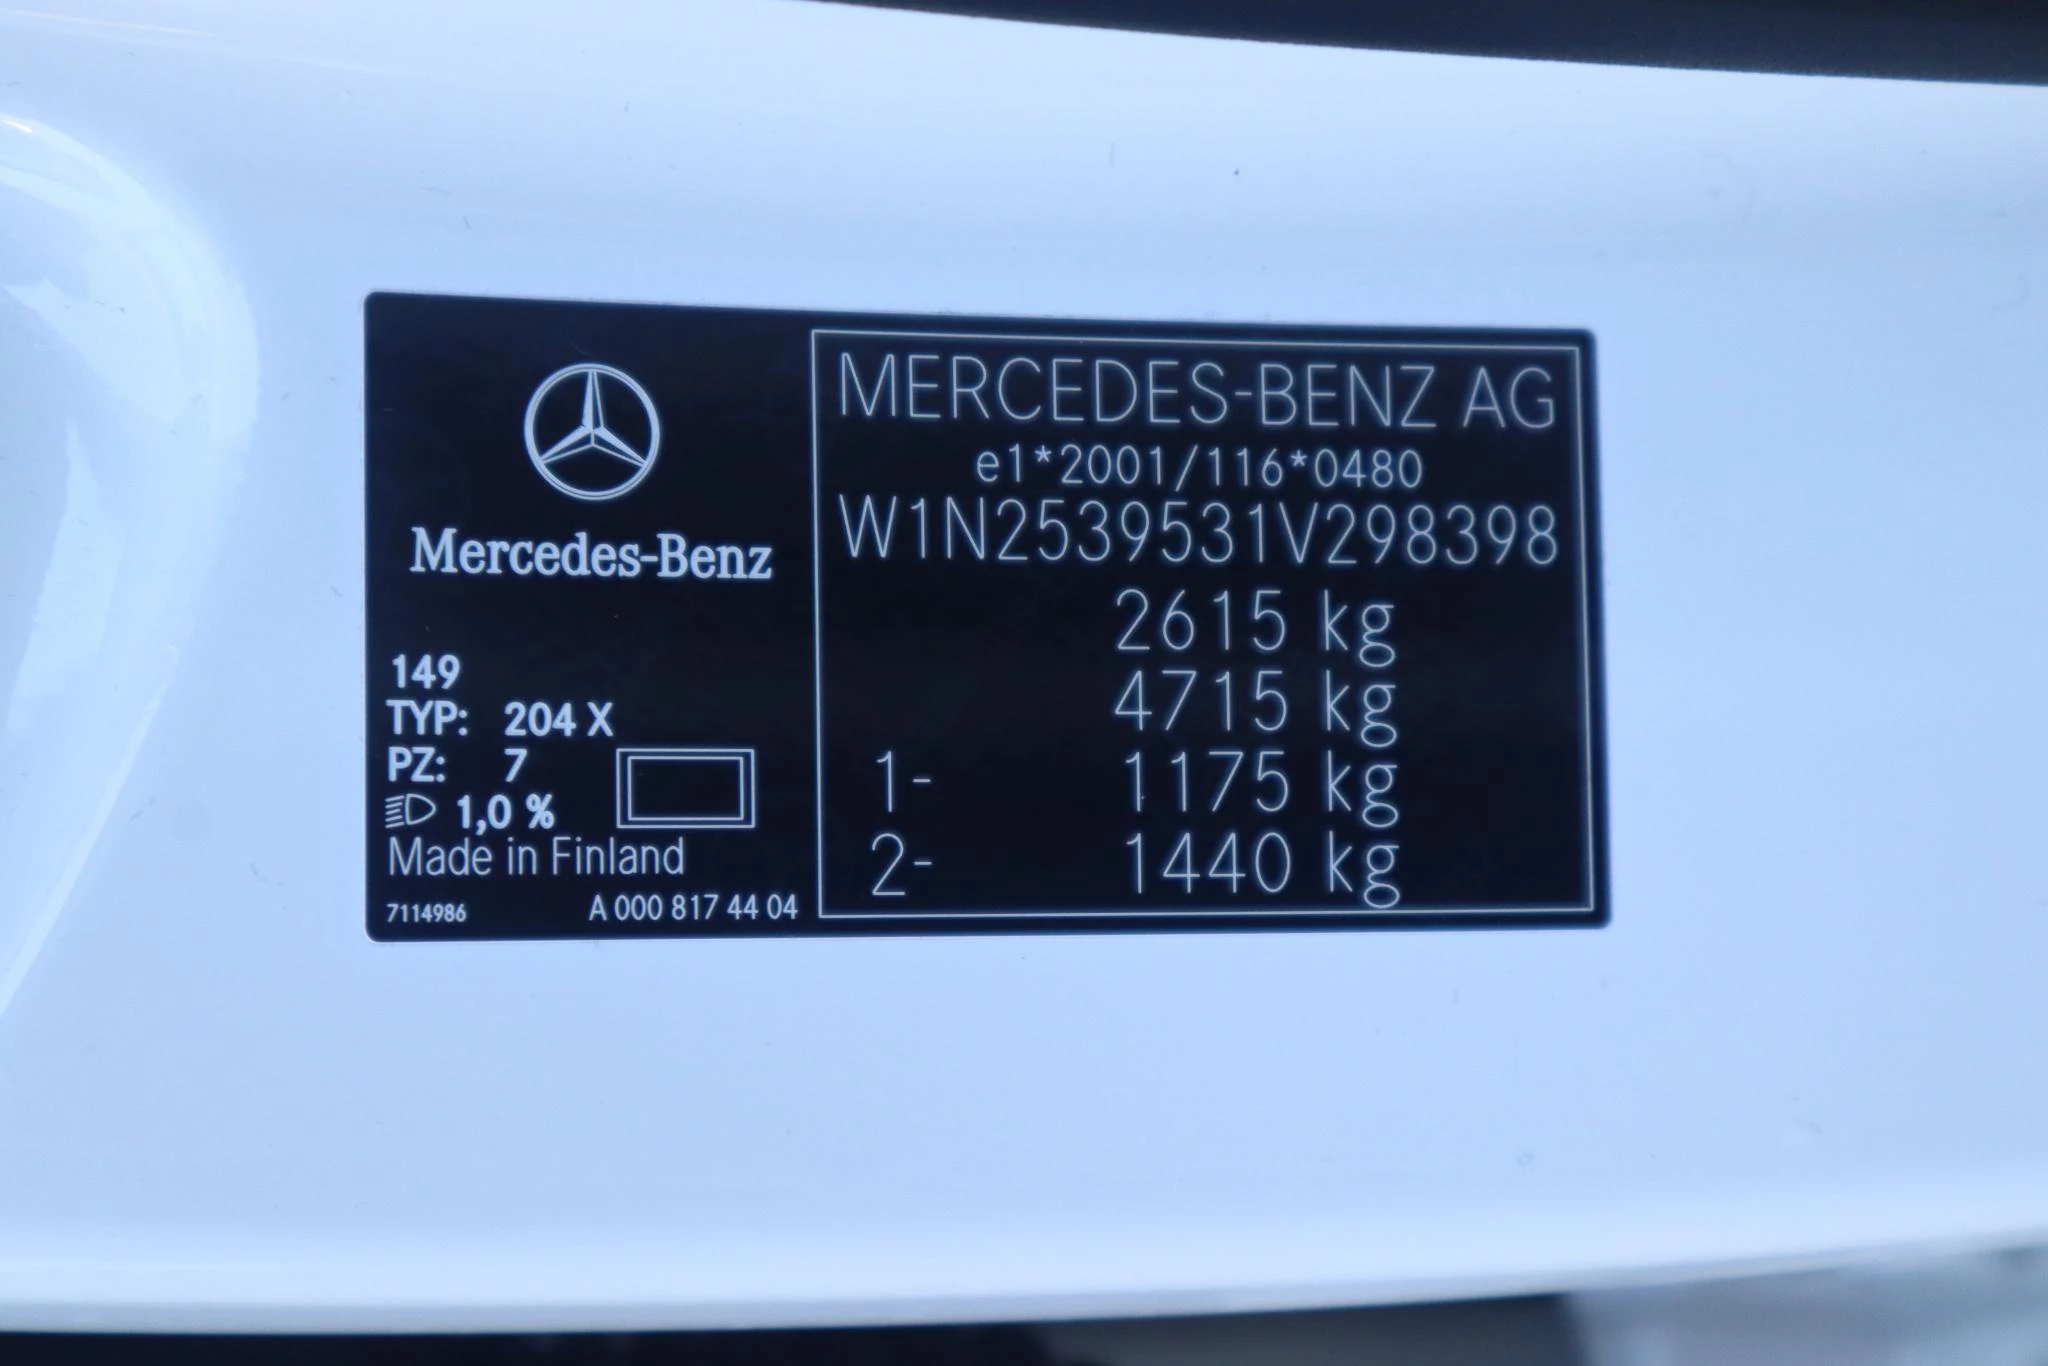 Mercedes-Benz
149
TYP: 204 X
PZ: 7
1,0 %
Made in Finland
7114986 A 000 817 44 04
MERCEDES-BENZ AG
e1*2001/116*0480
W1N2539531V298398
2615 kg
4715 kg
1- 1175 kg
2- 1440 kg